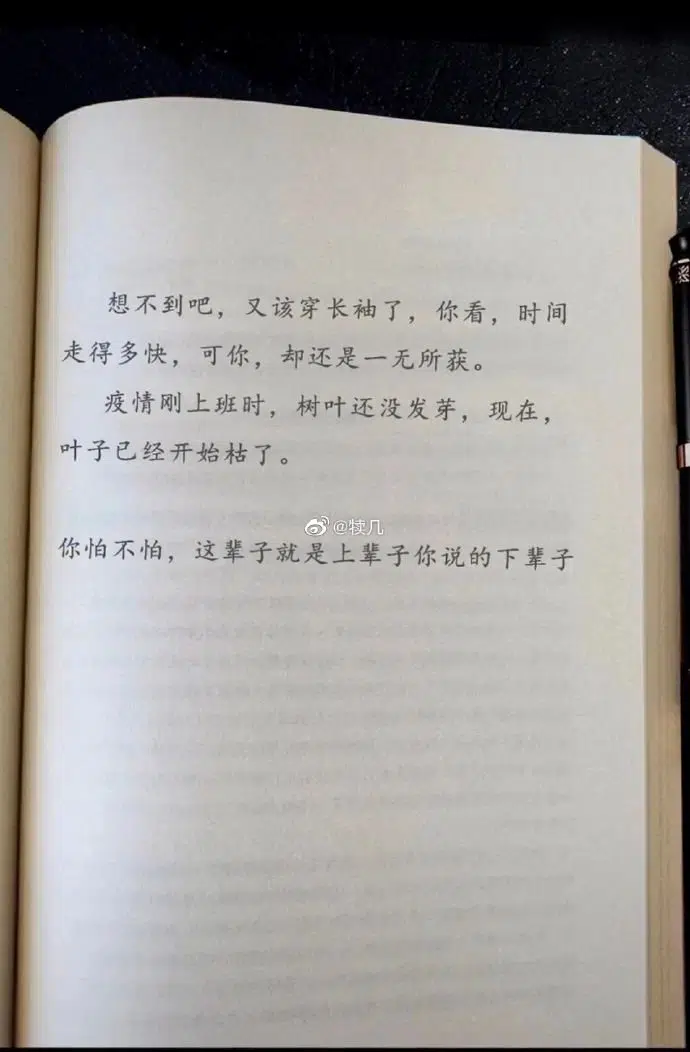 想不到吧，又该穿长袖了，你看，时间
走得多快，可你，却还是一无所获。
疫情刚上班时，树叶还没发芽，现在，
叶子已经开始枯了。
@犊几
你怕不怕，这辈子就是上辈子你说的下辈子